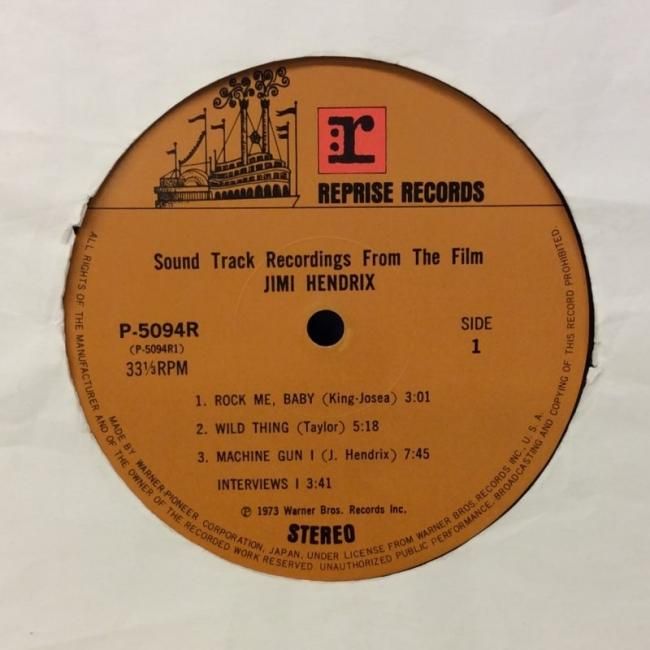 r
REPRISE RECORDS
Sound Track Recordings From The Film
JIMI HENDRIX
P-5094R
(P-5094R1)
33⅓RPM
SIDE
1
1. ROCK ME, BABY (King-Josea) 3:01
2. WILD THING (Taylor) 5:18
3. MACHINE GUN I (J. Hendrix) 7:45
INTERVIEWS I 3:41
℗ 1973 Warner Bros. Records Inc.
STEREO
MADE BY WARNER-PIONEER CORPORATION, JAPAN, UNDER LICENSE FROM WARNER BROS RECORDS INC., U. S. A.
ALL RIGHTS OF THE MANUFACTURER AND OF THE OWNER OF THE RECORDED WORK RESERVED. UNAUTHORIZED PUBLIC PERFORMANCE, BROADCASTING AND COPYING OF THIS RECORD PROHIBITED